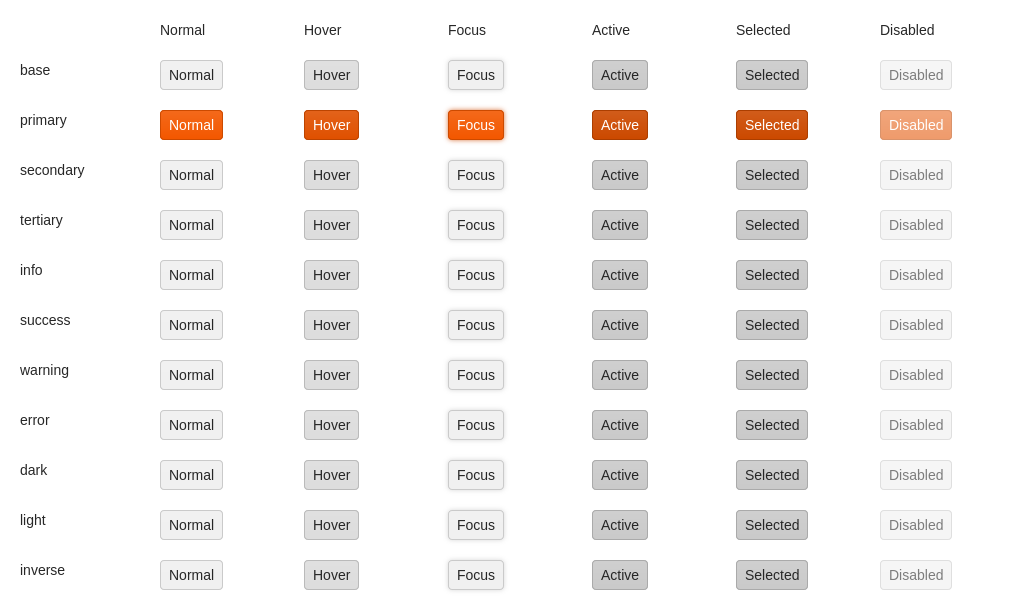 Normal Hover Focus Active Selected Disabled
base Normal Hover Focus Active Selected Disabled
primary Normal Hover Focus Active Selected Disabled
secondary Normal Hover Focus Active Selected Disabled
tertiary Normal Hover Focus Active Selected Disabled
info Normal Hover Focus Active Selected Disabled
success Normal Hover Focus Active Selected Disabled
warning Normal Hover Focus Active Selected Disabled
error Normal Hover Focus Active Selected Disabled
dark Normal Hover Focus Active Selected Disabled
light Normal Hover Focus Active Selected Disabled
inverse Normal Hover Focus Active Selected Disabled